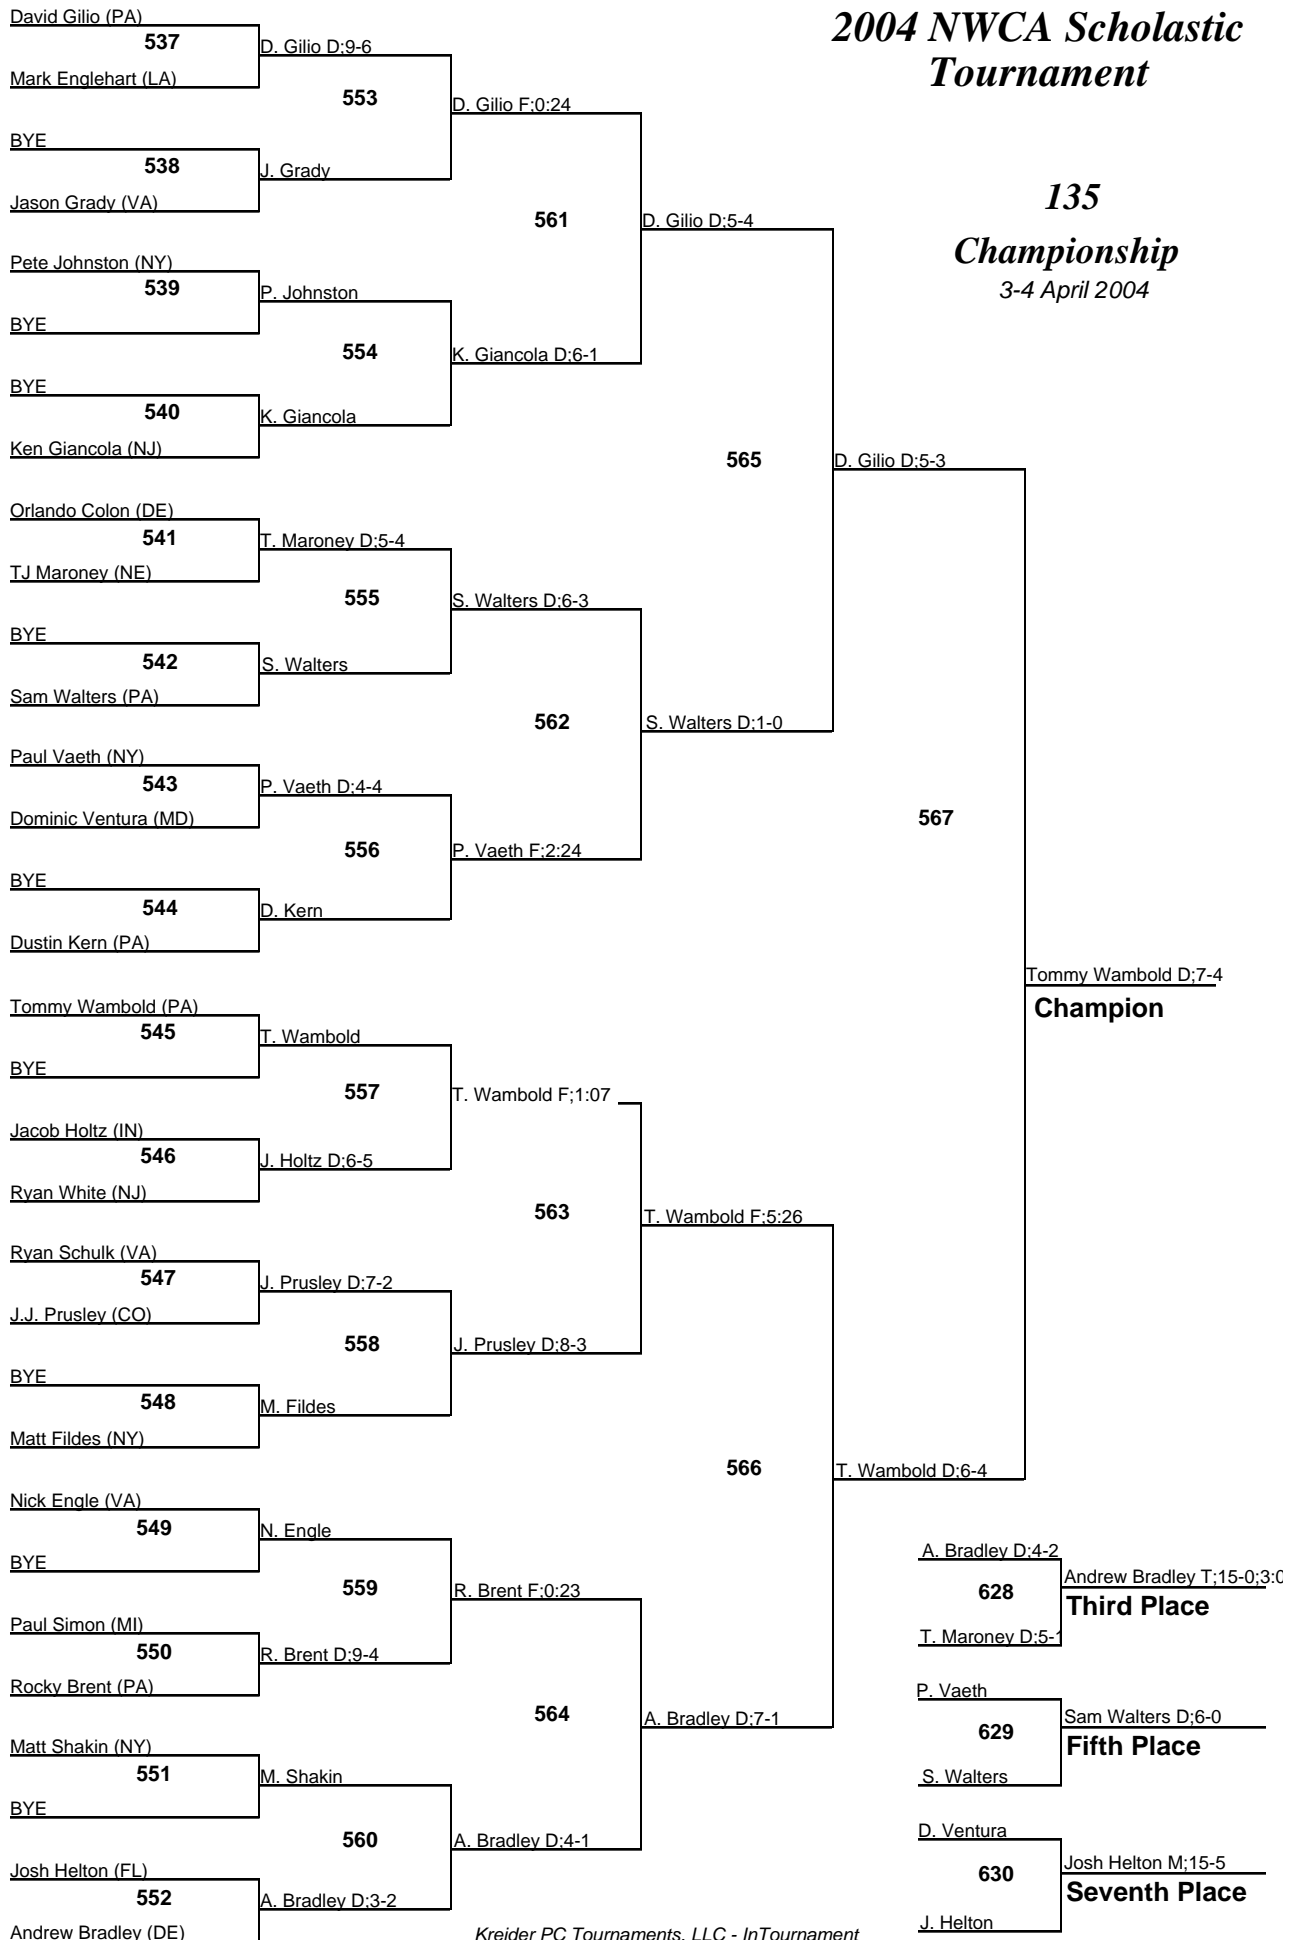 2004 NWCA Scholastic
Tournament
135
Championship
3-4 April 2004
David Gilio (PA)
537
Mark Englehart (LA)
BYE
538
Jason Grady (VA)
Pete Johnston (NY)
539
BYE
BYE
540
Ken Giancola (NJ)
Orlando Colon (DE)
541
TJ Maroney (NE)
BYE
542
Sam Walters (PA)
Paul Vaeth (NY)
543
Dominic Ventura (MD)
BYE
544
Dustin Kern (PA)
Tommy Wambold (PA)
545
BYE
Jacob Holtz (IN)
546
Ryan White (NJ)
Ryan Schulk (VA)
547
J.J. Prusley (CO)
BYE
548
Matt Fildes (NY)
Nick Engle (VA)
549
BYE
Paul Simon (MI)
550
Rocky Brent (PA)
Matt Shakin (NY)
551
BYE
Josh Helton (FL)
552
Andrew Bradley (DE)
D. Gilio D;9-6
553
J. Grady
P. Johnston
554
K. Giancola
T. Maroney D;5-4
555
S. Walters
P. Vaeth D;4-4
556
D. Kern
T. Wambold
557
J. Holtz D;6-5
J. Prusley D;7-2
558
M. Fildes
N. Engle
559
R. Brent D;9-4
M. Shakin
560
A. Bradley D;3-2
D. Gilio F;0:24
561
K. Giancola D;6-1
S. Walters D;6-3
562
P. Vaeth F;2:24
T. Wambold F;1:07
563
J. Prusley D;8-3
R. Brent F;0:23
564
A. Bradley D;4-1
D. Gilio D;5-4
565
S. Walters D;1-0
T. Wambold F;5:26
566
A. Bradley D;7-1
D. Gilio D;5-3
567
T. Wambold D;6-4
Tommy Wambold D;7-4
Champion
A. Bradley D;4-2
628
T. Maroney D;5-1
Andrew Bradley T;15-0;3:0
Third Place
P. Vaeth
629
S. Walters
Sam Walters D;6-0
Fifth Place
D. Ventura
630
J. Helton
Josh Helton M;15-5
Seventh Place
Kreider PC Tournaments, LLC - InTournament